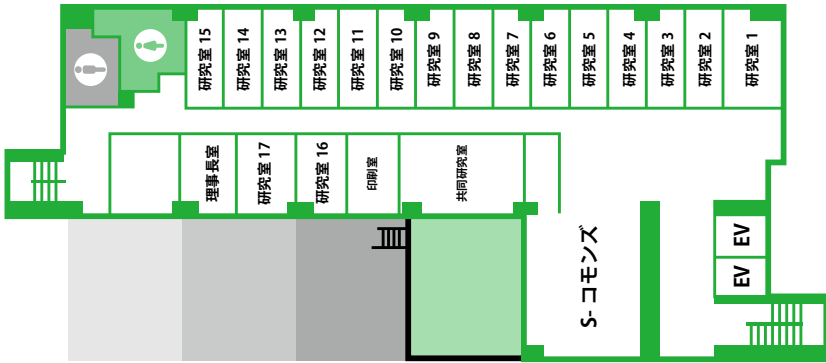 研究室 15
研究室 14
研究室 13
研究室 12
研究室 11
研究室 10
研究室 9
研究室 8
研究室 7
研究室 6
研究室 5
研究室 4
研究室 3
研究室 2
研究室 1
理事長室
研究室 17
研究室 16
印刷室
共同研究室
S- コモンズ
EV
EV